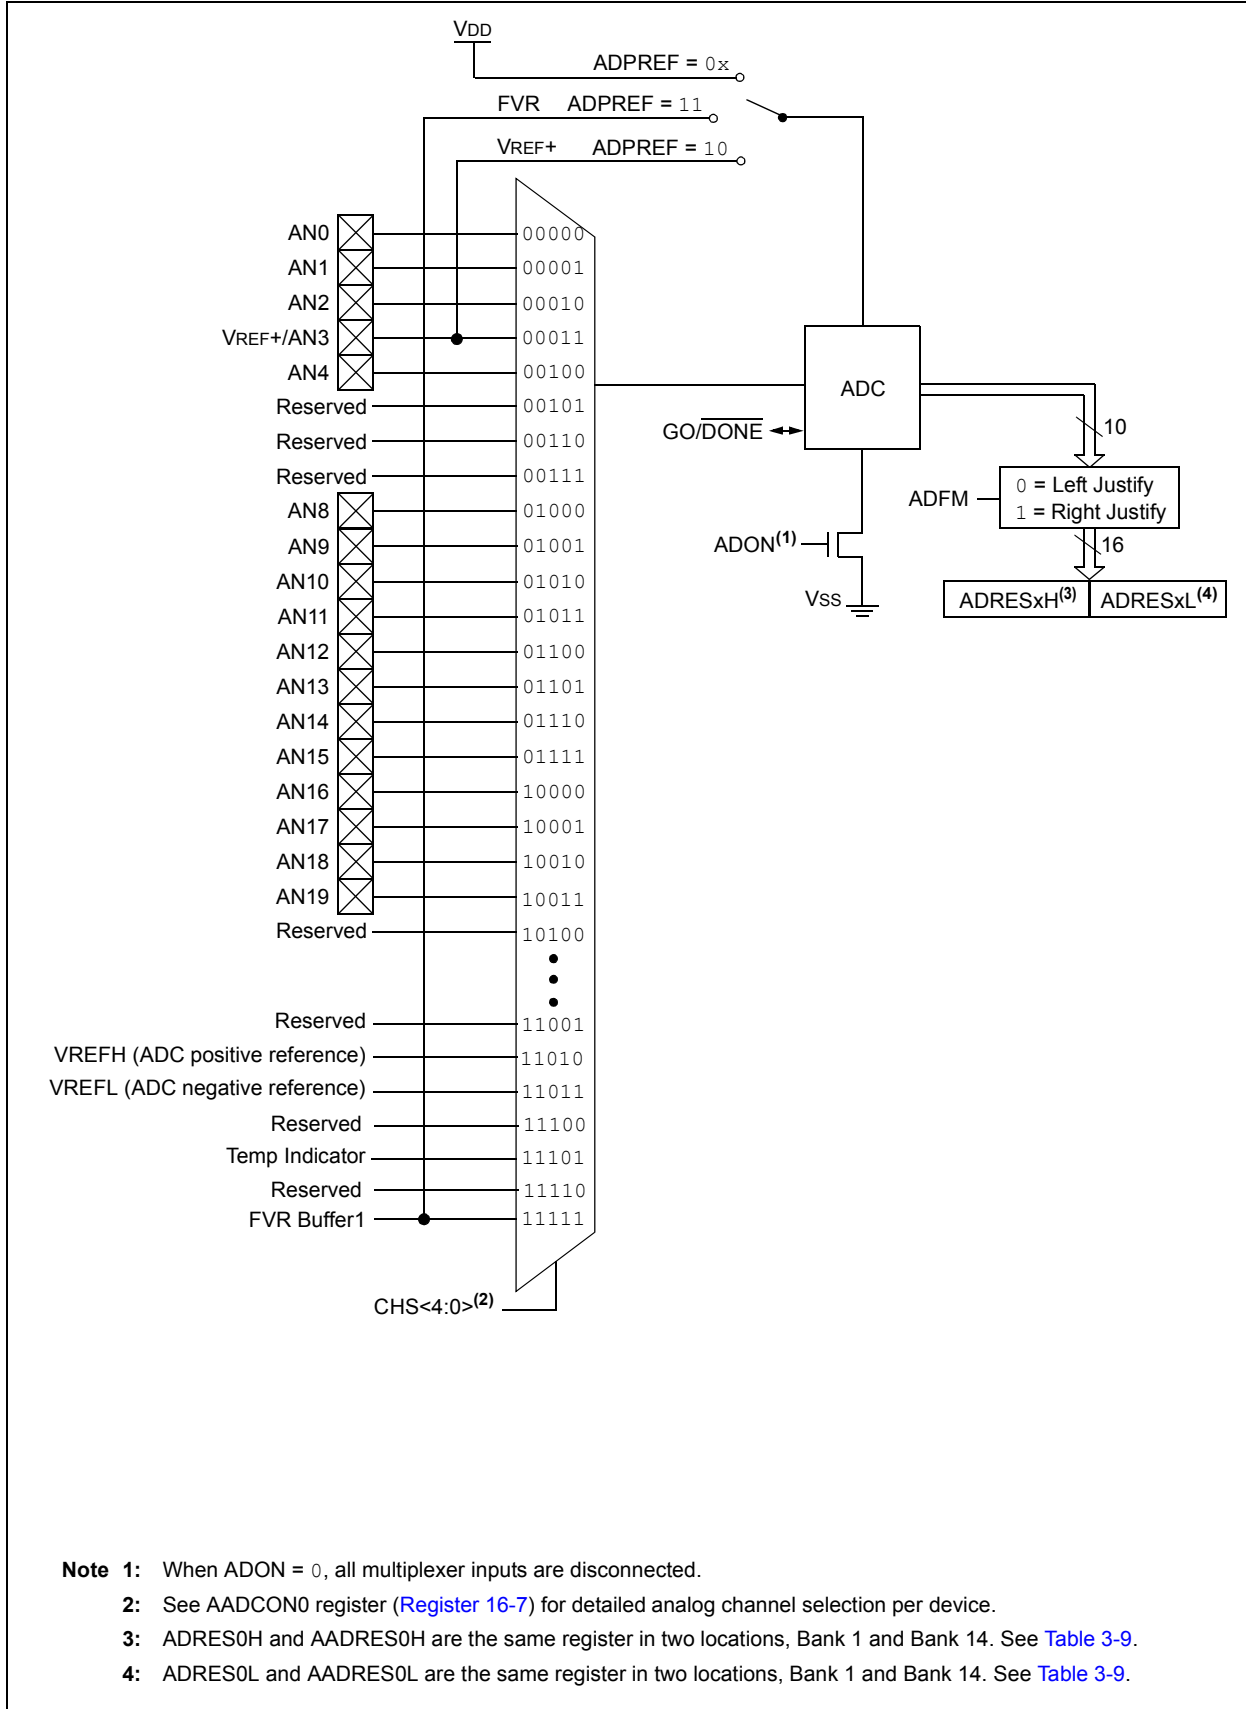 VDD
ADPREF = 0x
FVR ADPREF = 11
VREF+ ADPREF = 10
AN0 00000
AN1 00001
AN2 00010
VREF+/AN3 00011
AN4 00100
Reserved 00101
Reserved 00110
Reserved 00111
AN8 01000
AN9 01001
AN10 01010
AN11 01011
AN12 01100
AN13 01101
AN14 01110
AN15 01111
AN16 10000
AN17 10001
AN18 10010
AN19 10011
Reserved 10100
Reserved 11001
VREFH (ADC positive reference) 11010
VREFL (ADC negative reference) 11011
Reserved 11100
Temp Indicator 11101
Reserved 11110
FVR Buffer1 11111
CHS<4:0>(2)
ADC
GO/DONE
10
ADFM
0 = Left Justify
1 = Right Justify
ADON(1)
16
VSS
ADRESxH(3) ADRESxL(4)
Note 1: When ADON = 0, all multiplexer inputs are disconnected.
2: See AADCON0 register (Register 16-7) for detailed analog channel selection per device.
3: ADRES0H and AADRES0H are the same register in two locations, Bank 1 and Bank 14. See Table 3-9.
4: ADRES0L and AADRES0L are the same register in two locations, Bank 1 and Bank 14. See Table 3-9.